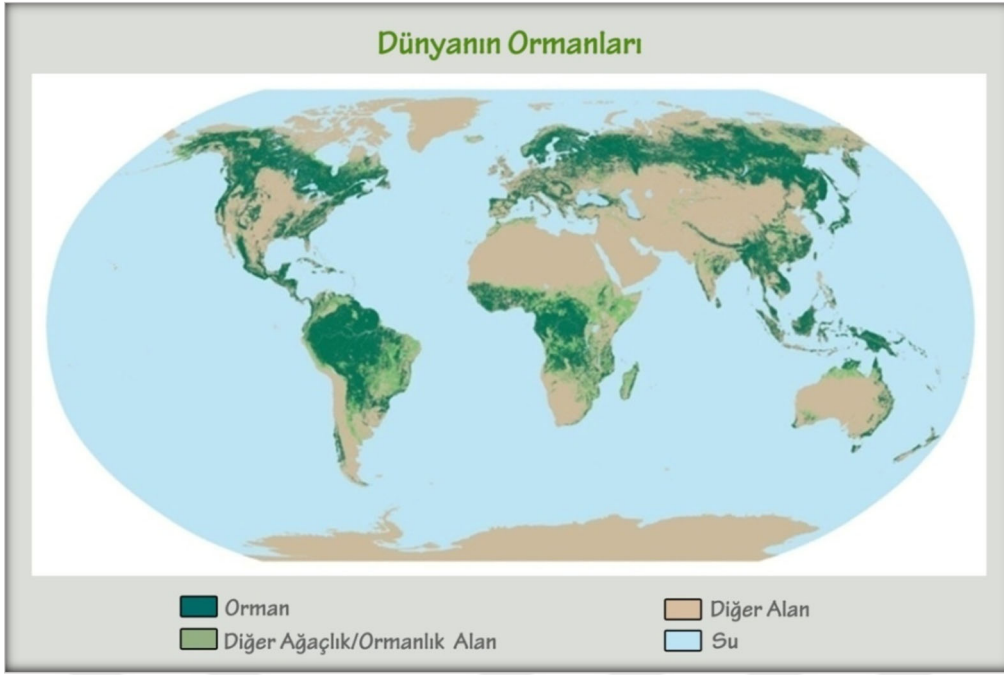 Dünyanın Ormanları
Orman
Diğer Ağaçlık/Ormanlık Alan
Diğer Alan
Su